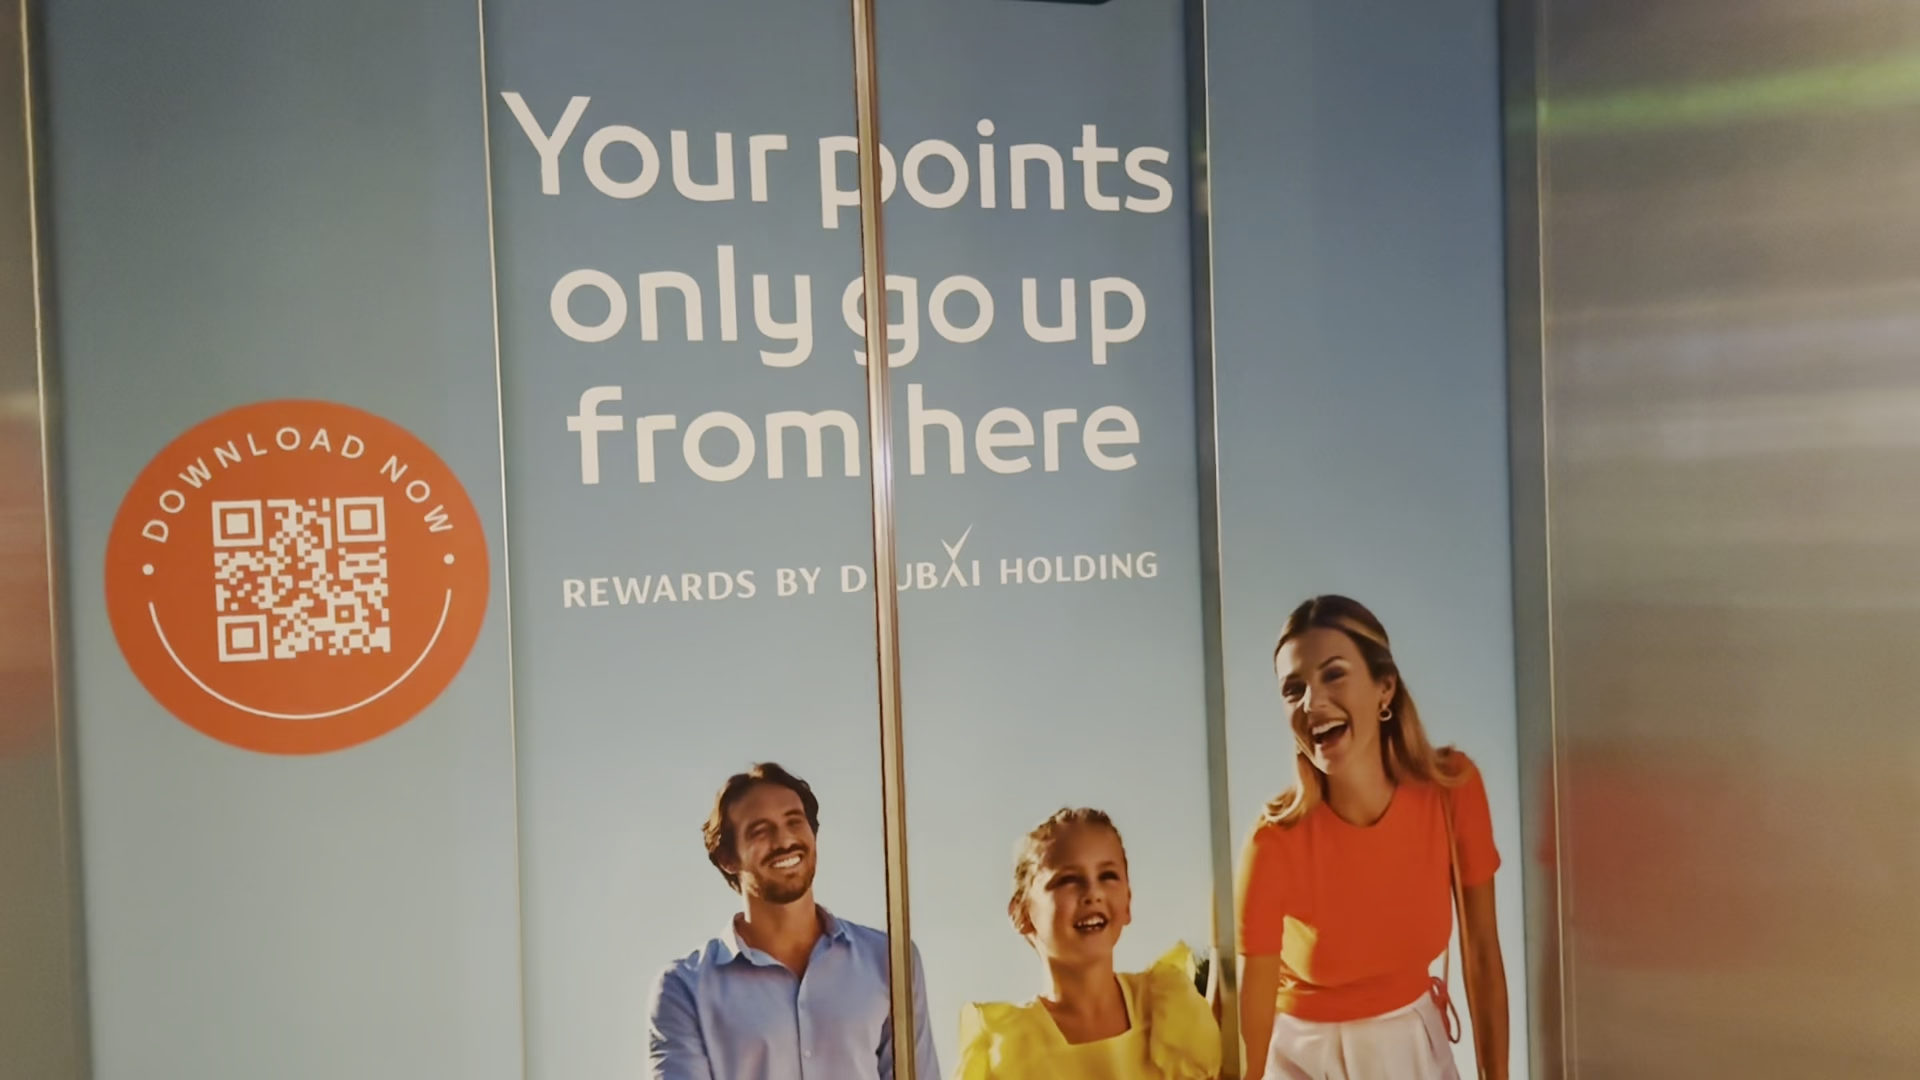 Your points
only go up
from here
REWARDS BY DUBAI HOLDING
DOWNLOAD NOW